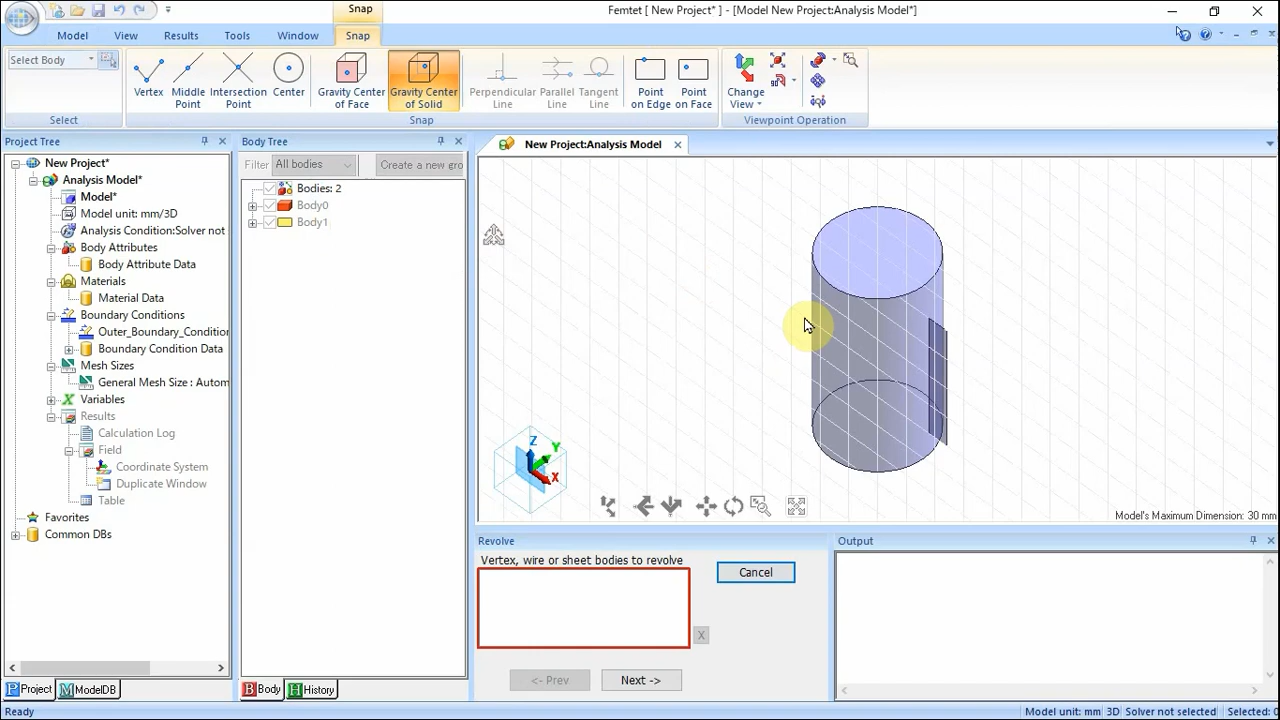 Snap
Femtet [ New Project* ] - [Model New Project:Analysis Model*]
Model
View
Results
Tools
Window
Snap
Select Body
Vertex
Middle Point
Intersection Point
Center
Gravity Center of Face
Gravity Center of Solid
Perpendicular Line
Parallel Line
Tangent Line
Point on Edge
Point on Face
Change View
Select
Snap
Viewpoint Operation
Project Tree
New Project*
Analysis Model*
Model*
Model unit: mm/3D
Analysis Condition:Solver not
Body Attributes
Body Attribute Data
Materials
Material Data
Boundary Conditions
Outer_Boundary_Condition
Boundary Condition Data
Mesh Sizes
General Mesh Size : Autom
Variables
Results
Calculation Log
Field
Coordinate System
Duplicate Window
Table
Favorites
Common DBs
Project
ModelDB
Body Tree
Filter All bodies Create a new gro
Bodies: 2
Body0
Body1
Body
History
New Project:Analysis Model
Z
Y
X
Model's Maximum Dimension: 30 mm
Revolve
Vertex, wire or sheet bodies to revolve
Cancel
X
<- Prev
Next ->
Output
Ready
Model unit: mm 3D Solver not selected Selected: 0